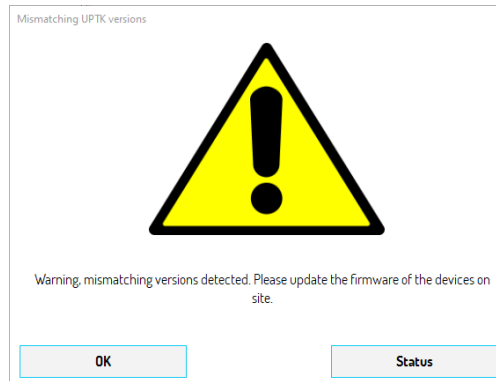 Mismatching UPTK versions
Warning, mismatching versions detected. Please update the firmware of the devices on
site.
OK
Status